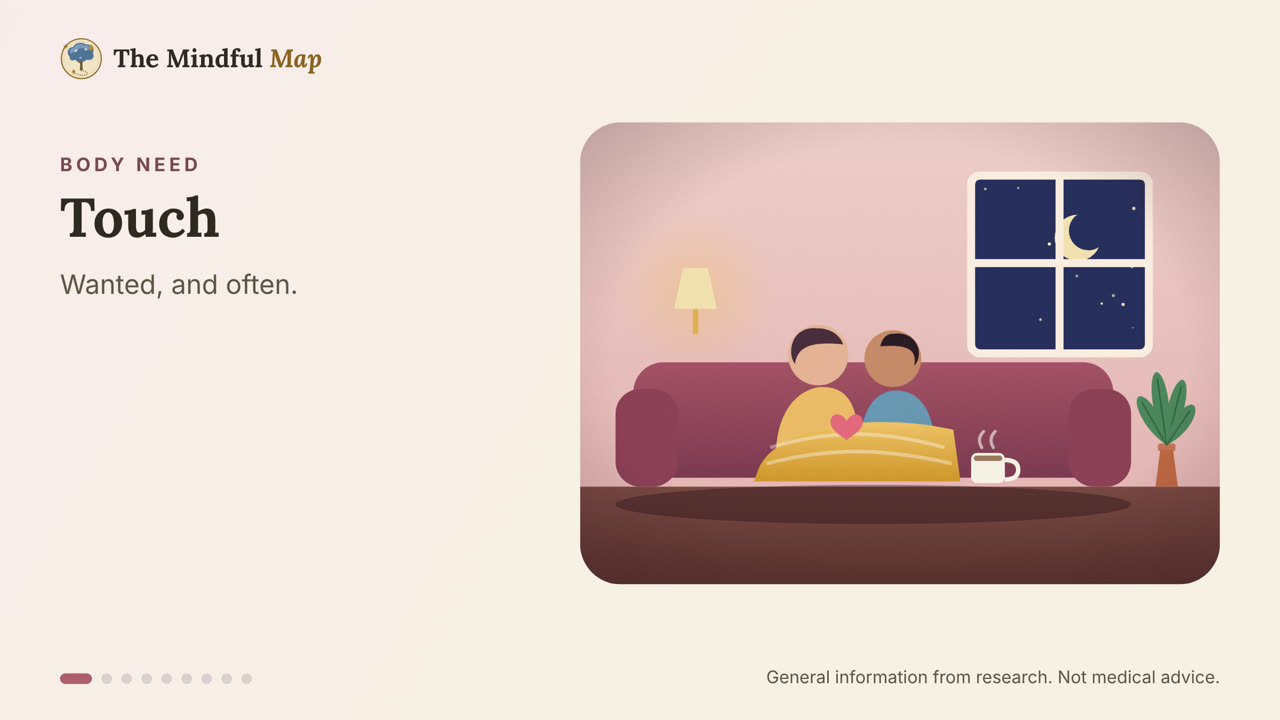 The Mindful Map
BODY NEED
Touch
Wanted, and often.
General information from research. Not medical advice.